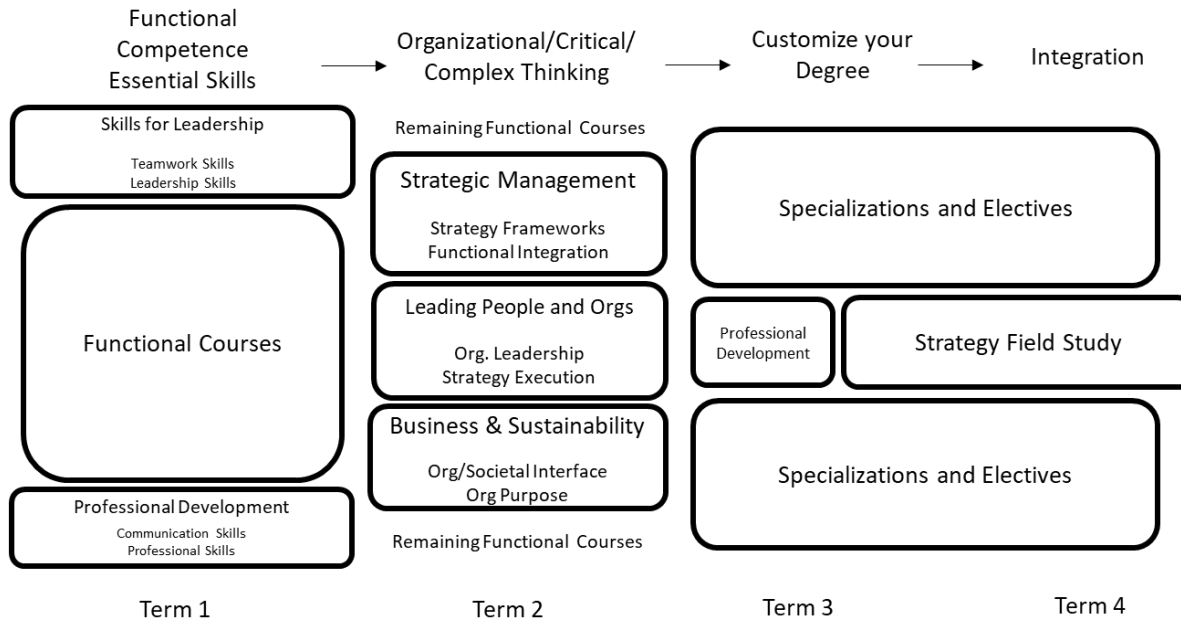 Functional
Competence
Essential Skills
Organizational/Critical/
Complex Thinking
Customize your
Degree
Integration
Skills for Leadership
Teamwork Skills
Leadership Skills
Functional Courses
Professional Development
Communication Skills
Professional Skills
Remaining Functional Courses
Strategic Management
Strategy Frameworks
Functional Integration
Leading People and Orgs
Org. Leadership
Strategy Execution
Business & Sustainability
Org/Societal Interface
Org Purpose
Remaining Functional Courses
Specializations and Electives
Professional
Development
Strategy Field Study
Specializations and Electives
Term 1
Term 2
Term 3
Term 4